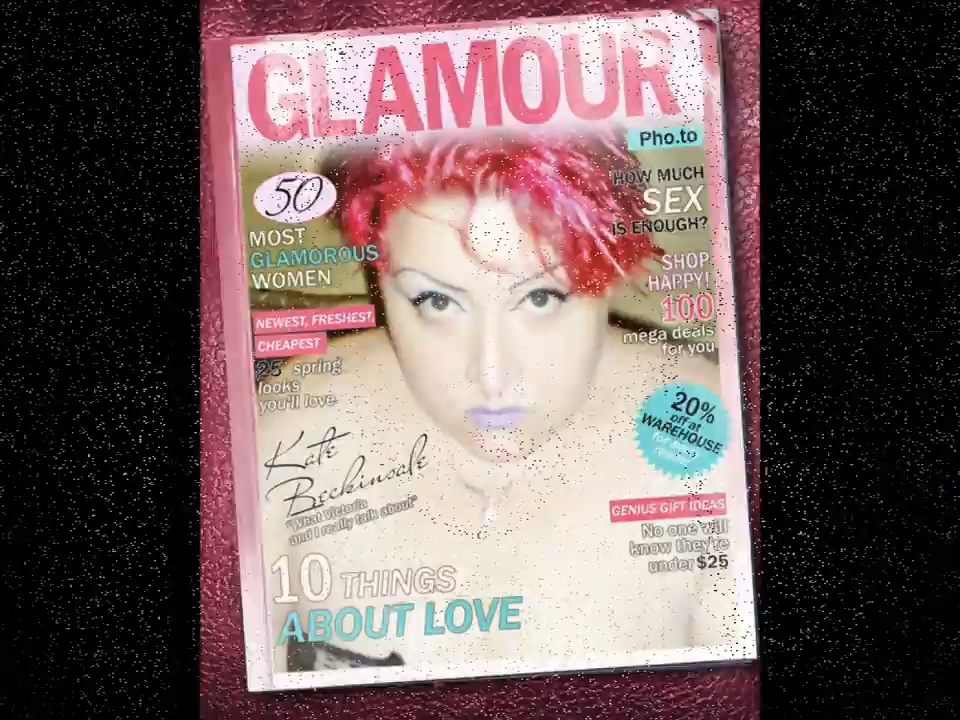 GLAMOUR
Pho.to
50
MOST
GLAMOROUS
WOMEN
NEWEST, FRESHEST,
CHEAPEST
25 spring
looks
you'll love
Kate
Beckinsale
"What Victoria
and I really talk about"
10 THINGS
ABOUT LOVE
HOW MUCH
SEX
IS ENOUGH?
SHOP
HAPPY!
100
mega deals
for you
20%
off at
WAREHOUSE
for
GENIUS GIFT IDEAS
No one will
know they're
under $25